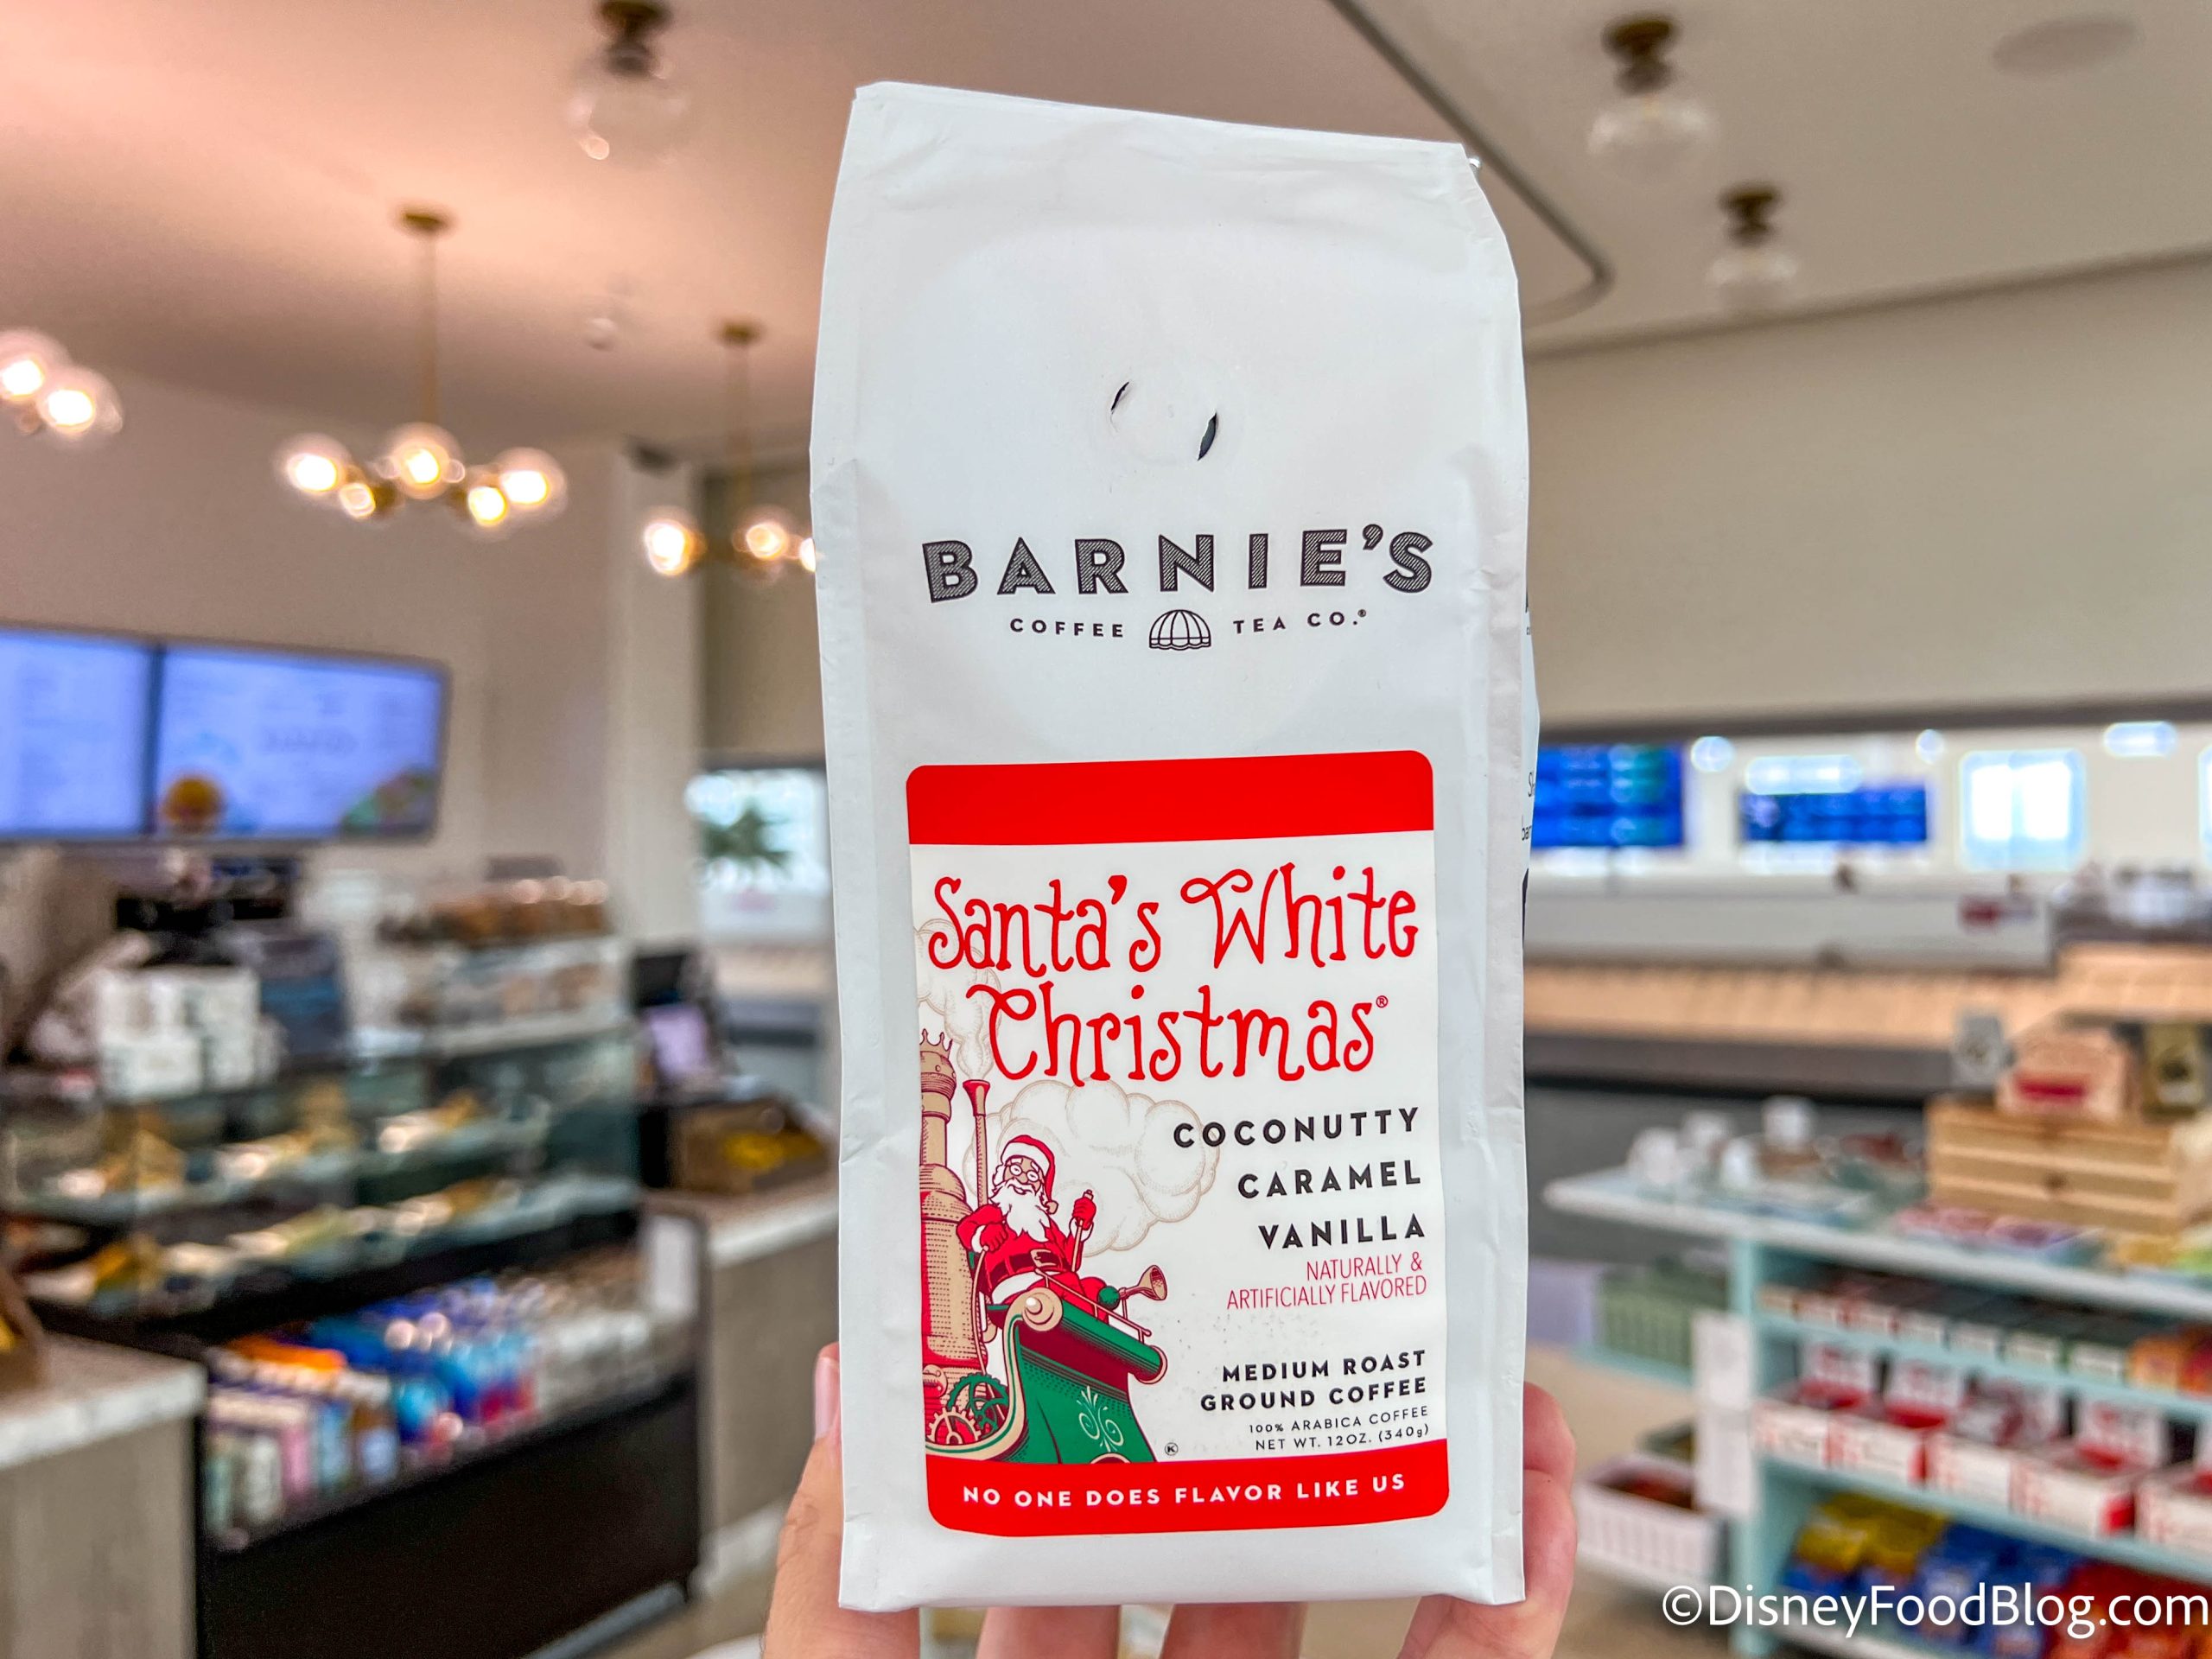 BARNIE'S
COFFEE TEA CO.®
Santa's White
Christmas®
COCONUTTY
CARAMEL
VANILLA
NATURALLY &
ARTIFICIALLY FLAVORED
MEDIUM ROAST
GROUND COFFEE
100% ARABICA COFFEE
NET WT. 12OZ. (340g)
K
NO ONE DOES FLAVOR LIKE US
©DisneyFoodBlog.com